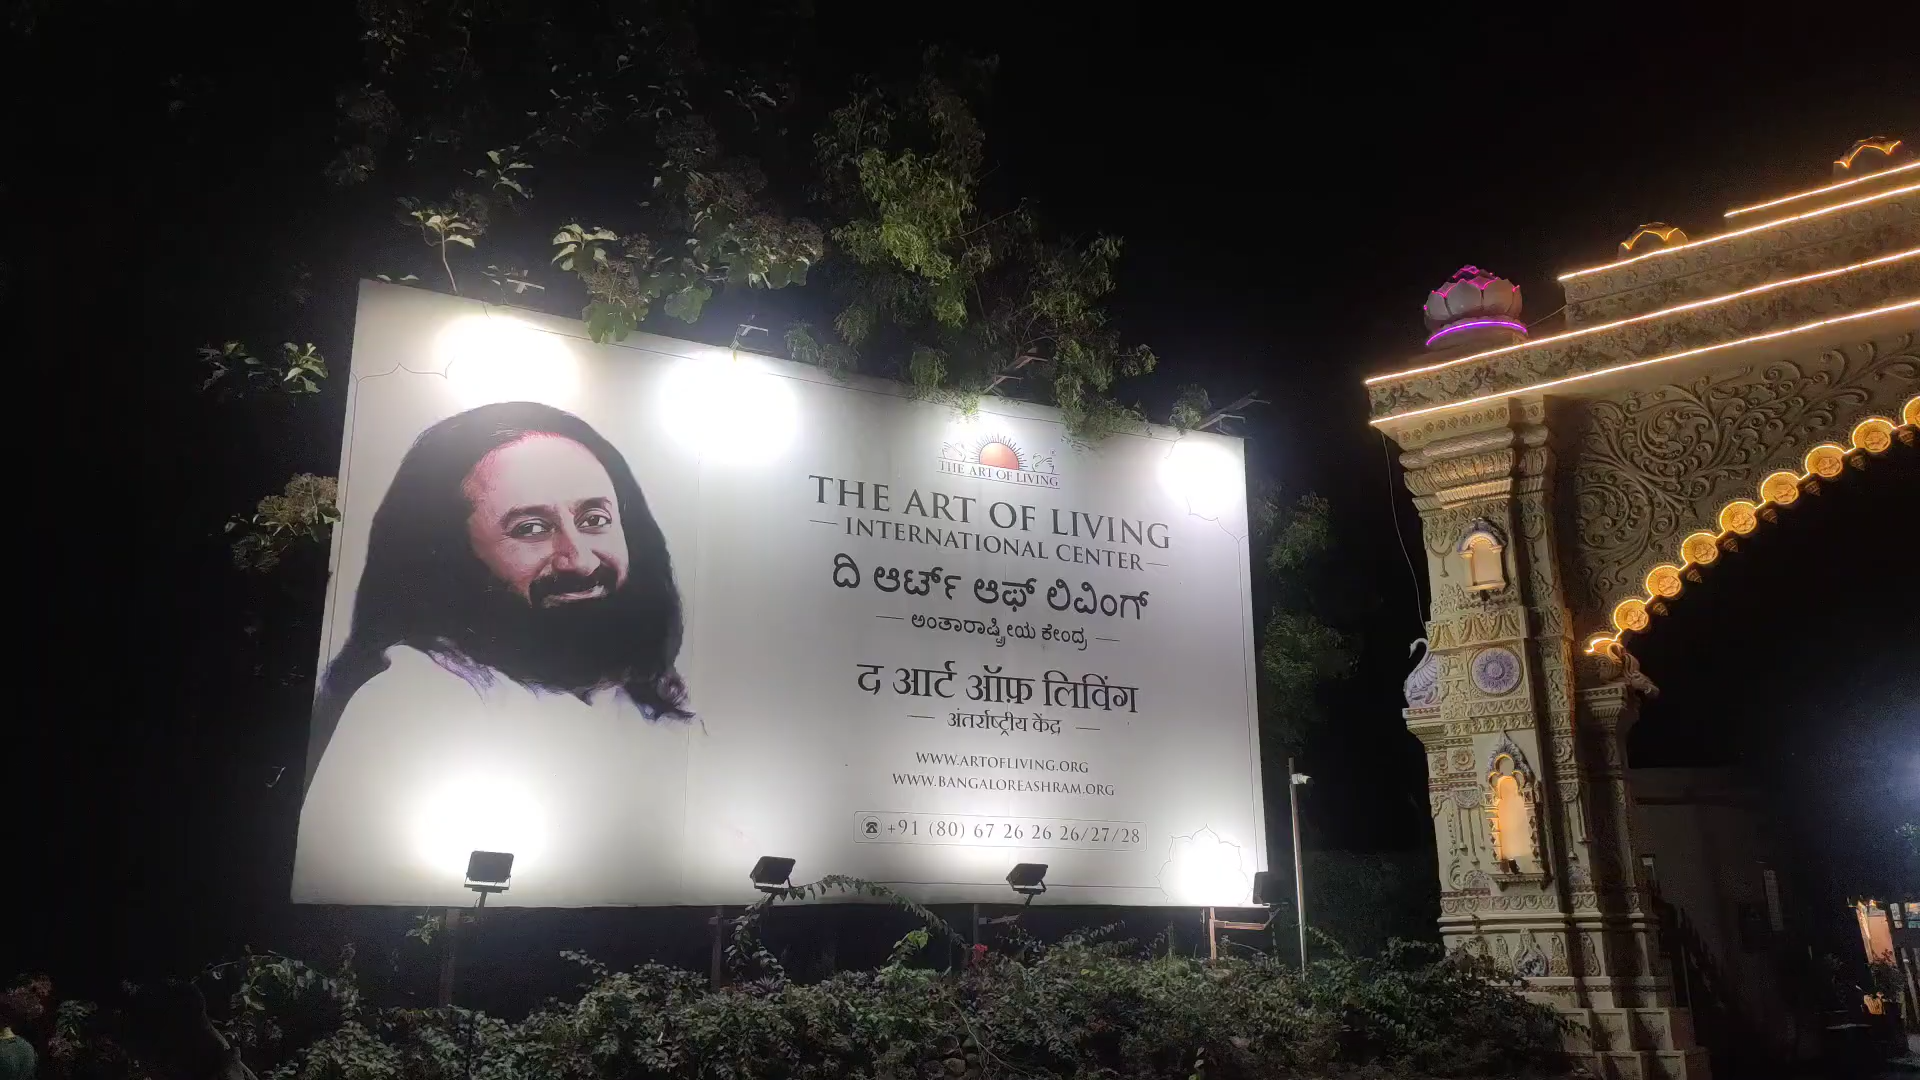 THE ART OF LIVING
THE ART OF LIVING
INTERNATIONAL CENTER
ದಿ ಆರ್ಟ್ ಆಫ್ ಲಿವಿಂಗ್
ಅಂತಾರಾಷ್ಟ್ರೀಯ ಕೇಂದ್ರ
द आर्ट ऑफ़ लिविंग
अंतर्राष्ट्रीय केंद्र
WWW.ARTOFLIVING.ORG
WWW.BANGALOREASHRAM.ORG
+91 (80) 67 26 26 26/27/28